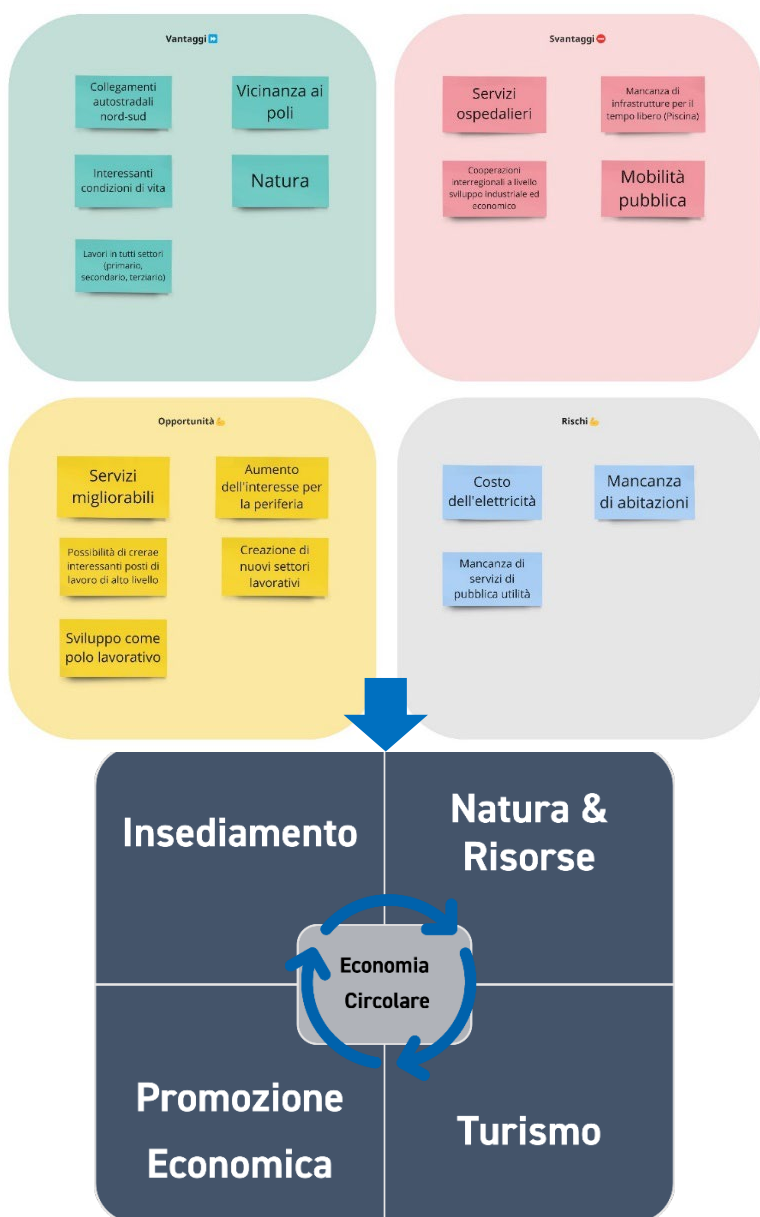 Vantaggi ➡️
Collegamenti
autostradali
nord-sud
Vicinanza ai
poli
Interessanti
condizioni di vita
Natura
Lavori in tutti settori
(primario,
secondario, terziario)
Svantaggi ⛔
Servizi
ospedalieri
Mancanza di
infrastrutture per il
tempo libero (Piscina)
Cooperazioni
interregionali a livello
sviluppo industriale ed
economico
Mobilità
pubblica
Opportunità 💪
Servizi
migliorabili
Aumento
dell'interesse per
la periferia
Possibilità di crerae
interessanti posti di
lavoro di alto livello
Creazione di
nuovi settori
lavorativi
Sviluppo come
polo lavorativo
Rischi 💪
Costo
dell'elettricità
Mancanza
di abitazioni
Mancanza di
servizi di
pubblica utilità
Insediamento
Natura &
Risorse
Economia
Circolare
Promozione
Economica
Turismo